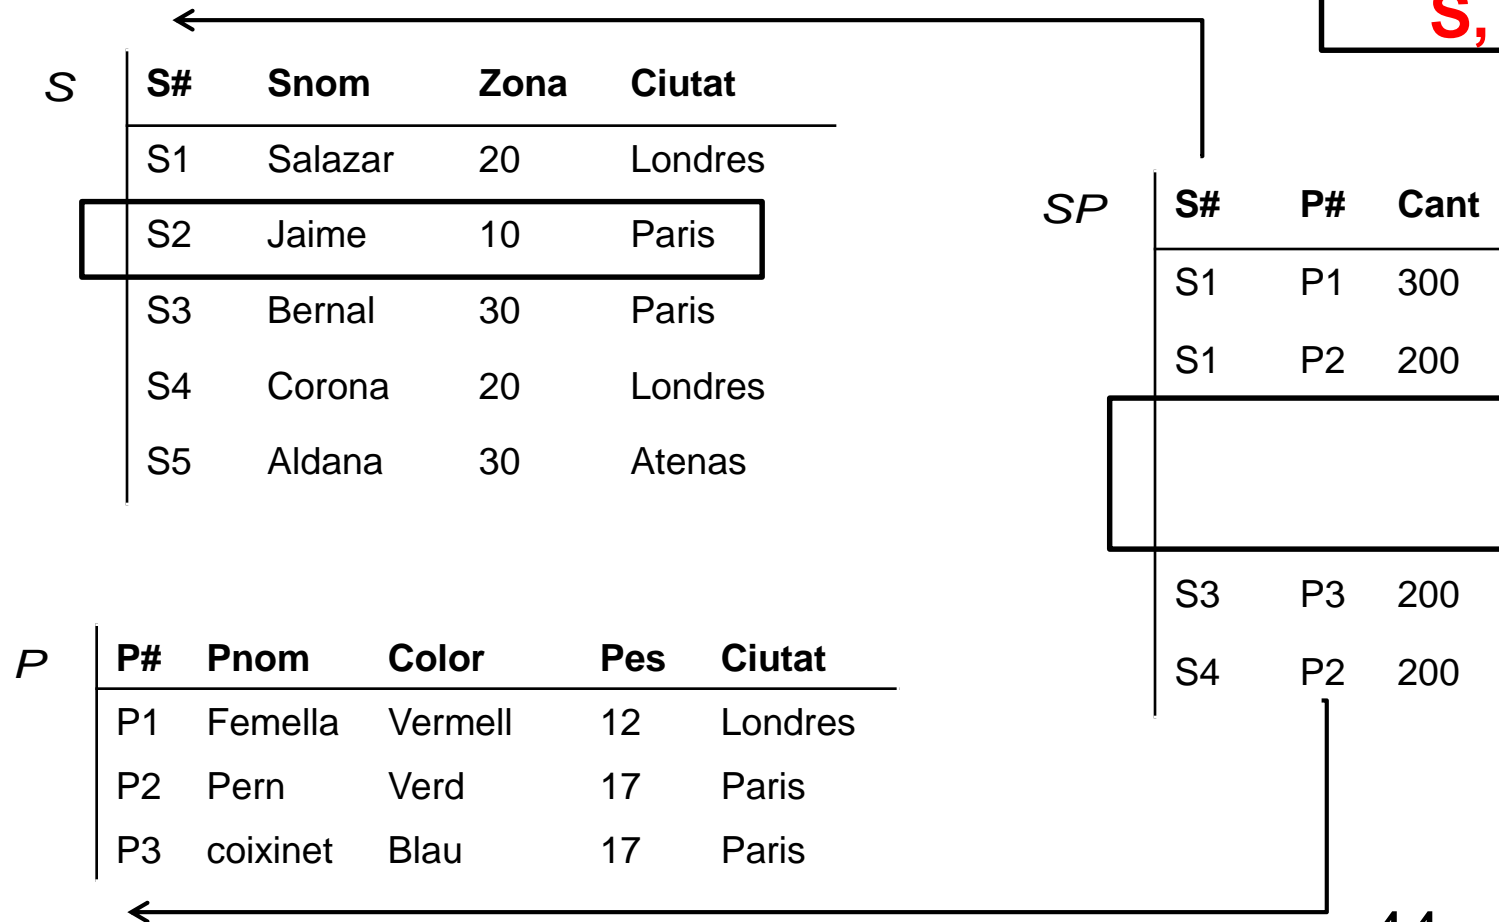 S,
S
S# Snom Zona Ciutat
S1 Salazar 20 Londres
S2 Jaime 10 Paris
S3 Bernal 30 Paris
S4 Corona 20 Londres
S5 Aldana 30 Atenas
SP
S# P# Cant
S1 P1 300
S1 P2 200
S3 P3 200
S4 P2 200
P
P# Pnom Color Pes Ciutat
P1 Femella Vermell 12 Londres
P2 Pern Verd 17 Paris
P3 coixinet Blau 17 Paris